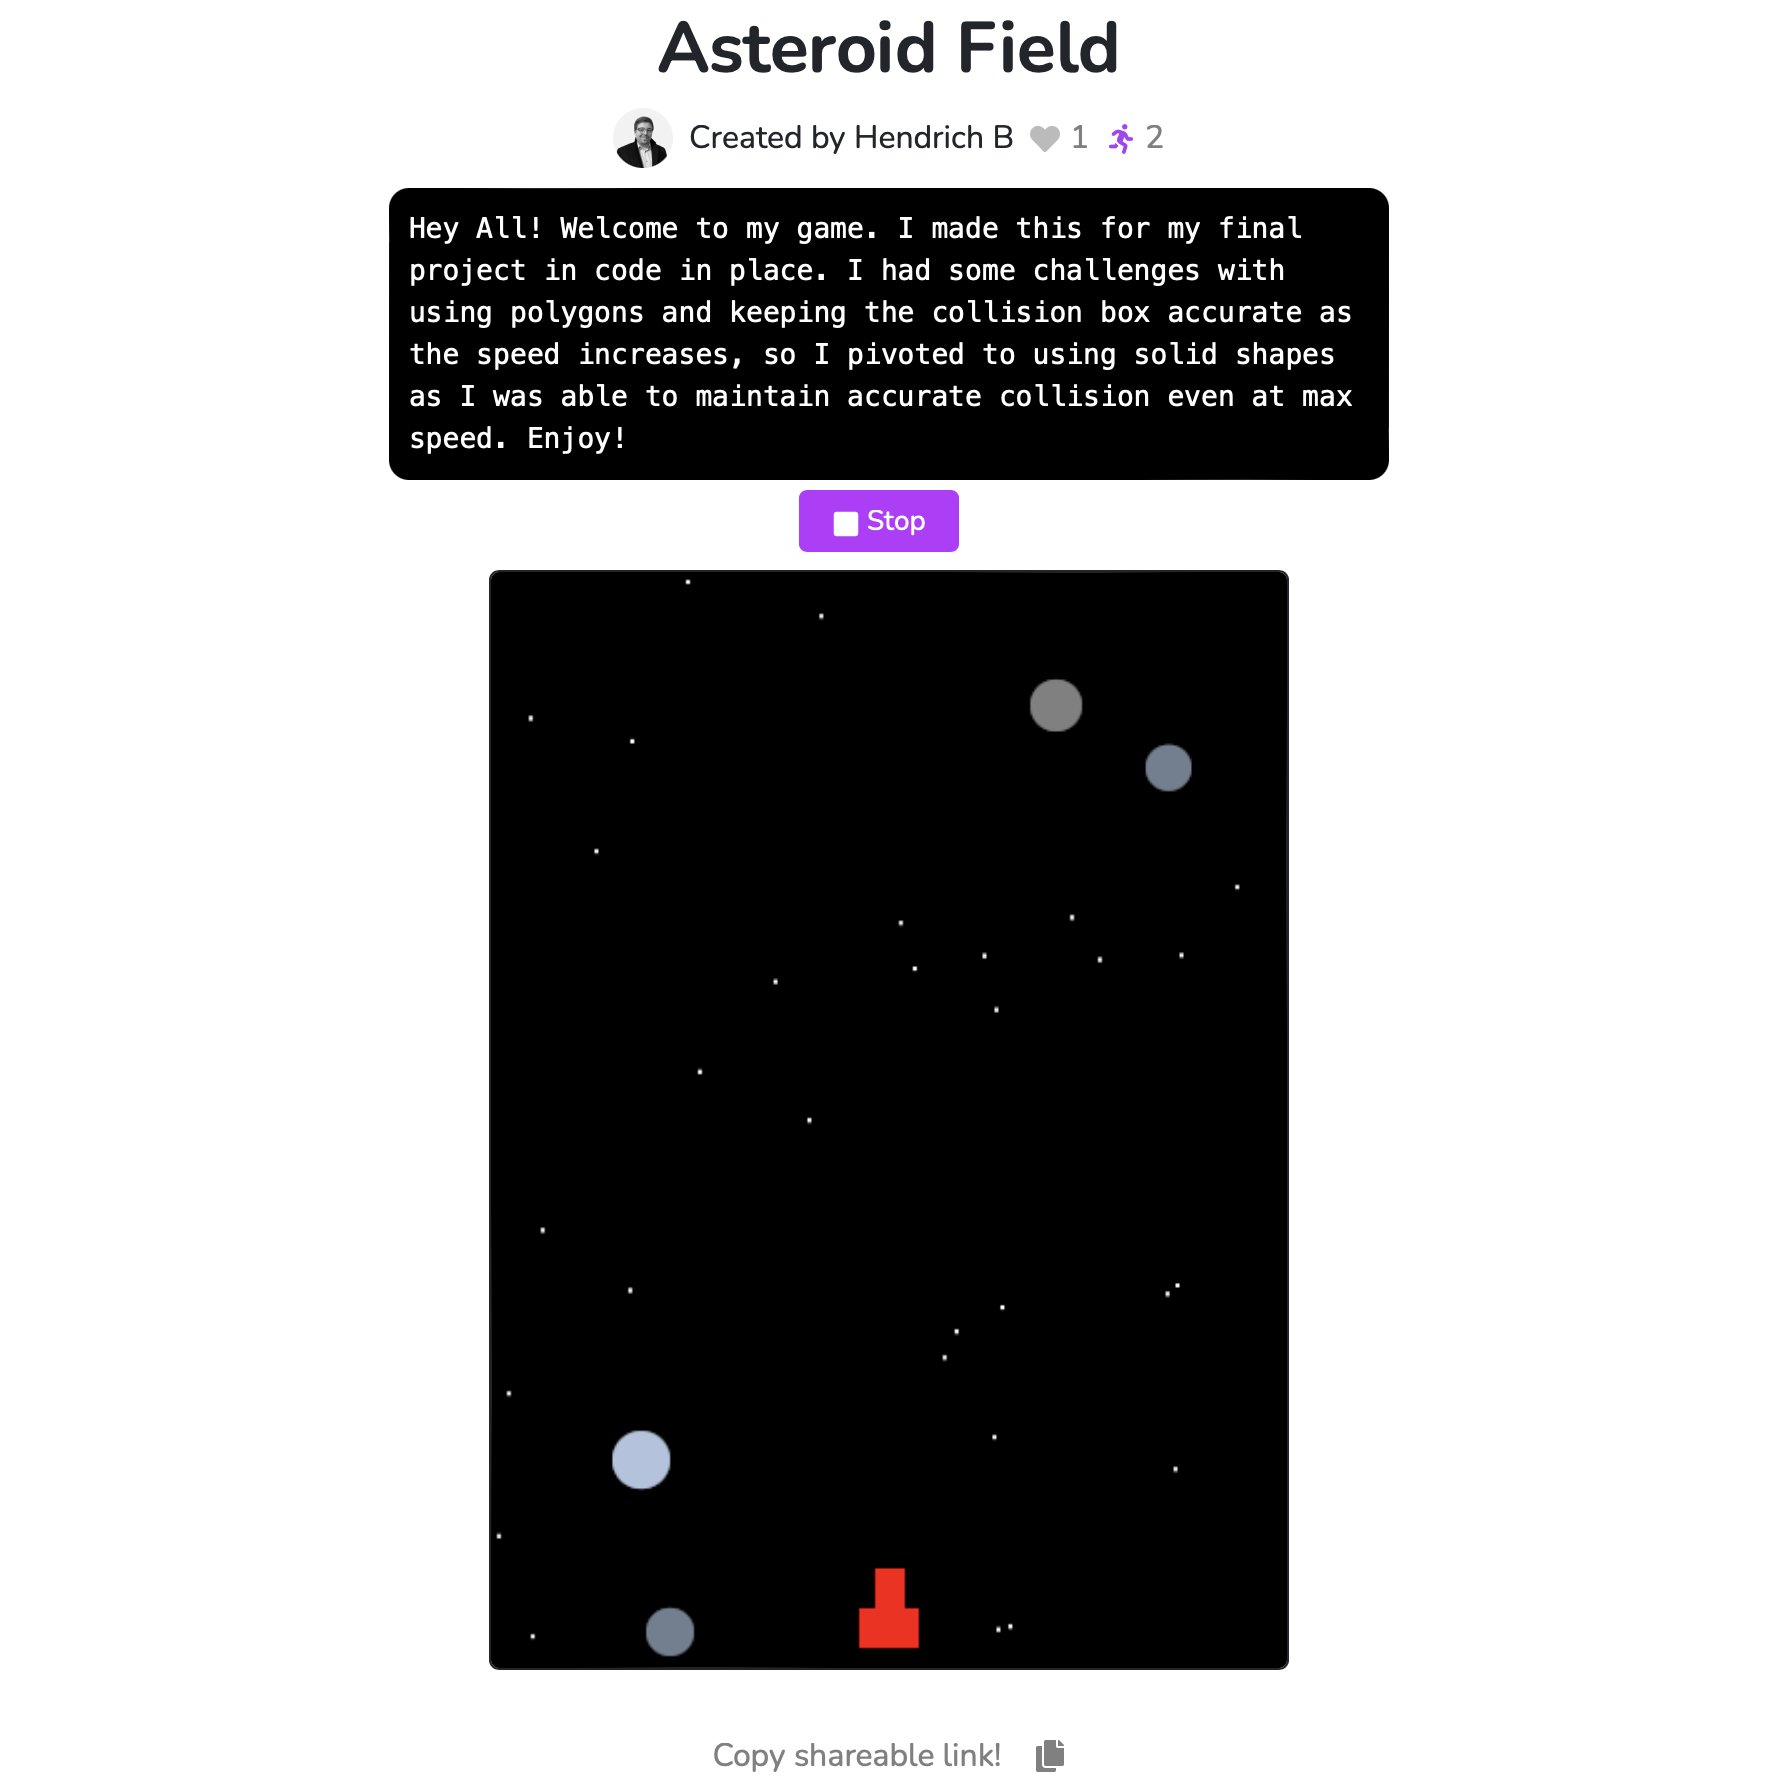 Asteroid Field
Created by Hendrich B 1 2
Hey All! Welcome to my game. I made this for my final
project in code in place. I had some challenges with
using polygons and keeping the collision box accurate as
the speed increases, so I pivoted to using solid shapes
as I was able to maintain accurate collision even at max
speed. Enjoy!
Stop
Copy shareable link!